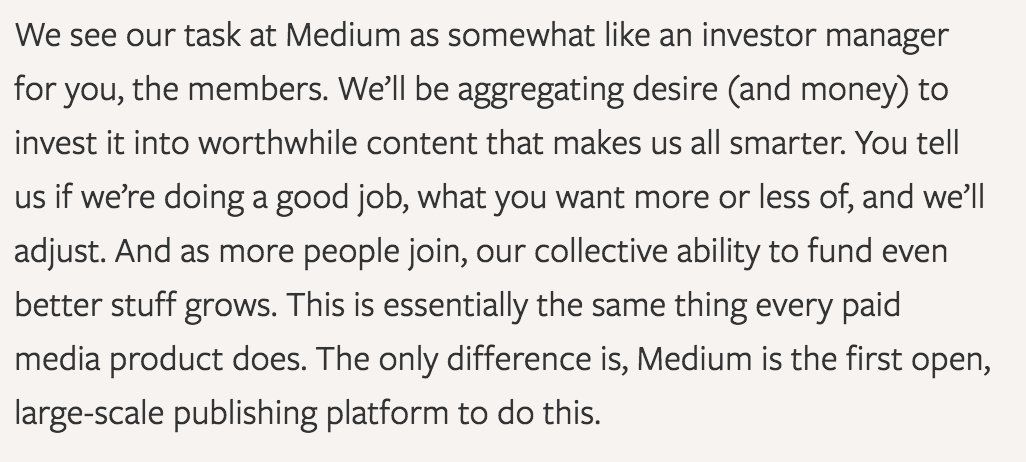 We see our task at Medium as somewhat like an investor manager
for you, the members. We’ll be aggregating desire (and money) to
invest it into worthwhile content that makes us all smarter. You tell
us if we’re doing a good job, what you want more or less of, and we’ll
adjust. And as more people join, our collective ability to fund even
better stuff grows. This is essentially the same thing every paid
media product does. The only difference is, Medium is the first open,
large-scale publishing platform to do this.